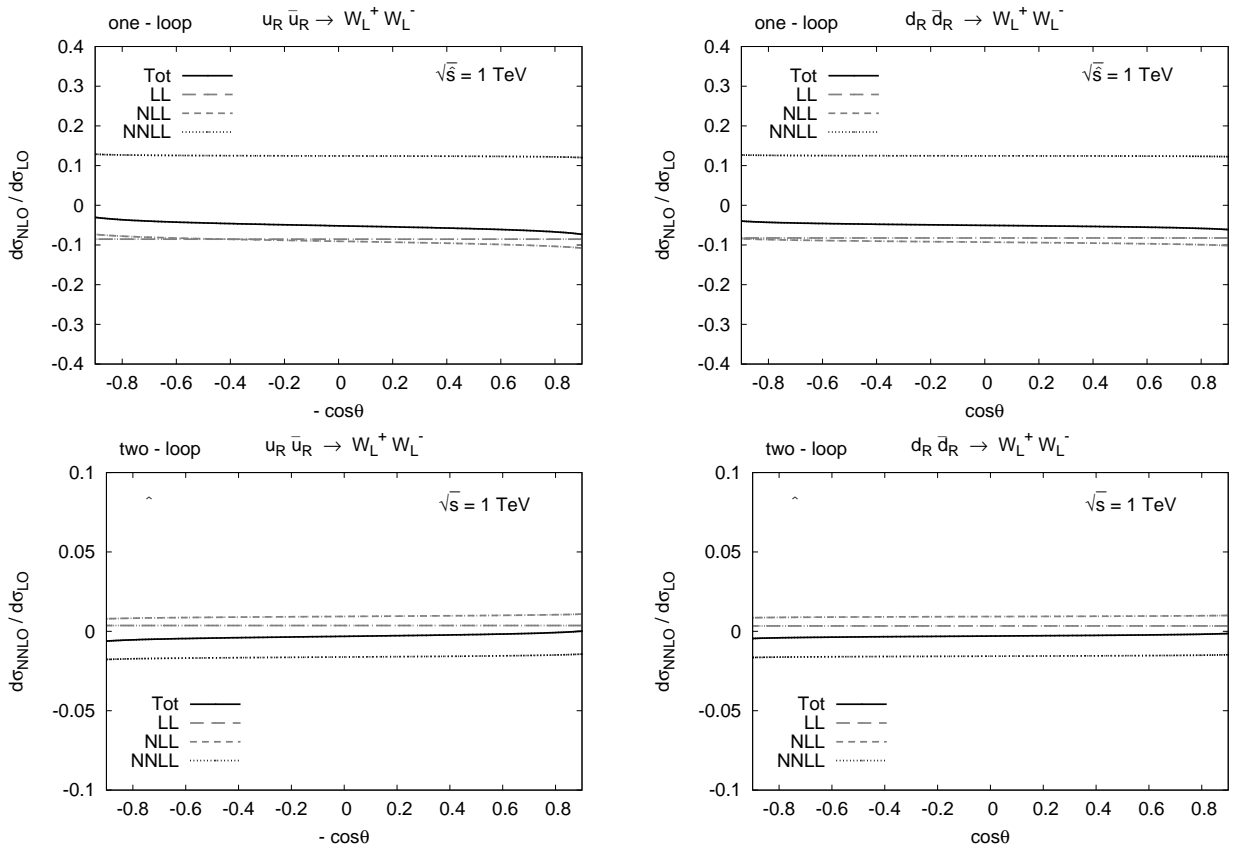 one - loop u_R ū_R → W_L^+ W_L^-
0.4
0.3
0.2
0.1
0
-0.1
-0.2
-0.3
-0.4
dσ_NLO / dσ_LO
Tot
LL
NLL
NNLL
√ŝ = 1 TeV
-0.8 -0.6 -0.4 -0.2 0 0.2 0.4 0.6 0.8
- cosθ
one - loop d_R d̄_R → W_L^+ W_L^-
0.4
0.3
0.2
0.1
0
-0.1
-0.2
-0.3
-0.4
dσ_NLO / dσ_LO
Tot
LL
NLL
NNLL
√ŝ = 1 TeV
-0.8 -0.6 -0.4 -0.2 0 0.2 0.4 0.6 0.8
cosθ
two - loop u_R ū_R → W_L^+ W_L^-
0.1
0.05
0
-0.05
-0.1
dσ_NNLO / dσ_LO
ˆ
√s = 1 TeV
Tot
LL
NLL
NNLL
-0.8 -0.6 -0.4 -0.2 0 0.2 0.4 0.6 0.8
- cosθ
two - loop d_R d̄_R → W_L^+ W_L^-
0.1
0.05
0
-0.05
-0.1
dσ_NNLO / dσ_LO
ˆ
√s = 1 TeV
Tot
LL
NLL
NNLL
-0.8 -0.6 -0.4 -0.2 0 0.2 0.4 0.6 0.8
cosθ